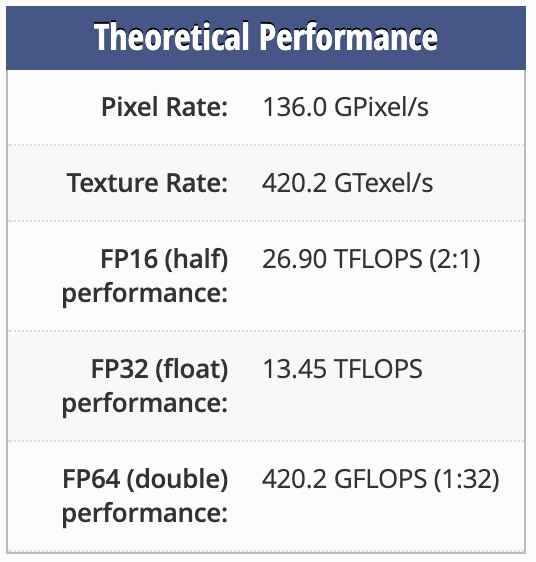 Theoretical Performance
Pixel Rate: 136.0 GPixel/s
Texture Rate: 420.2 GTexel/s
FP16 (half) 26.90 TFLOPS (2:1)
performance:
FP32 (float) 13.45 TFLOPS
performance:
FP64 (double) 420.2 GFLOPS (1:32)
performance: